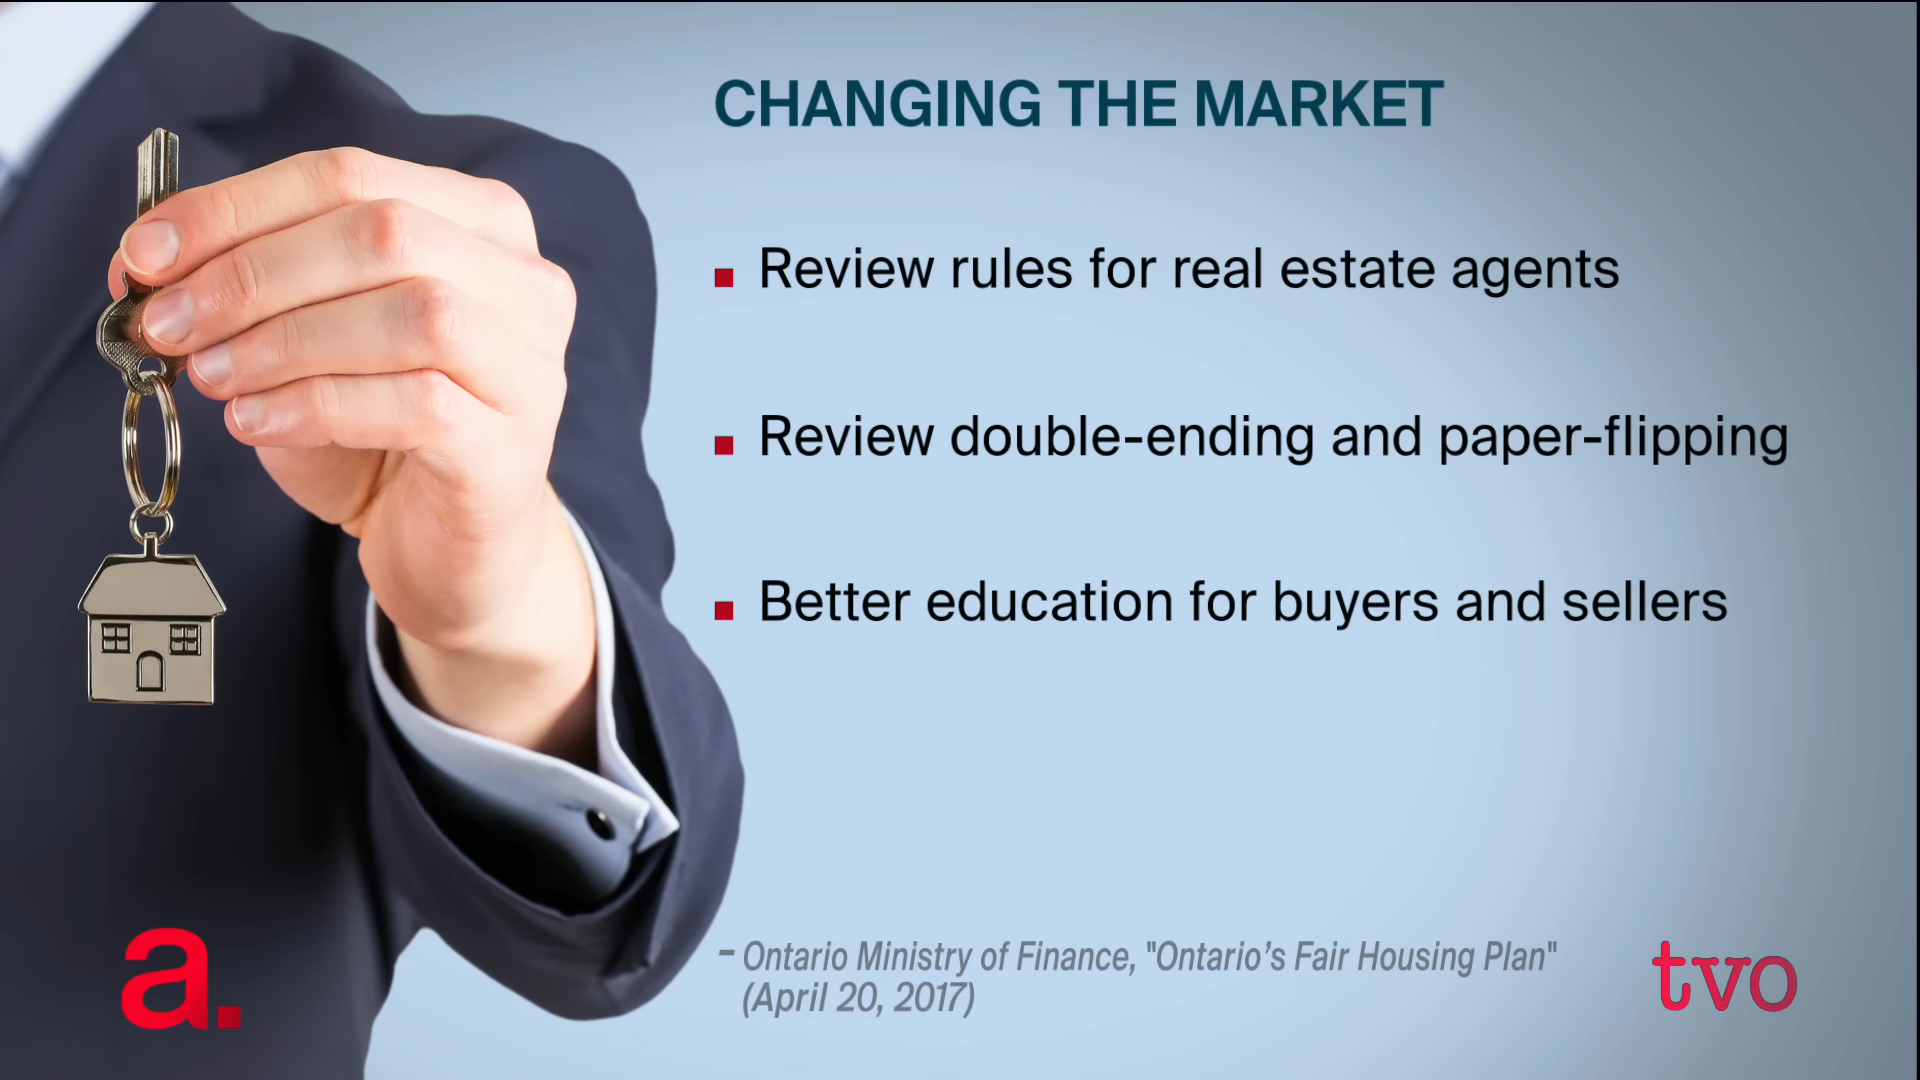 CHANGING THE MARKET
Review rules for real estate agents
Review double-ending and paper-flipping
Better education for buyers and sellers
– Ontario Ministry of Finance, "Ontario’s Fair Housing Plan"
(April 20, 2017)
a.
tvo